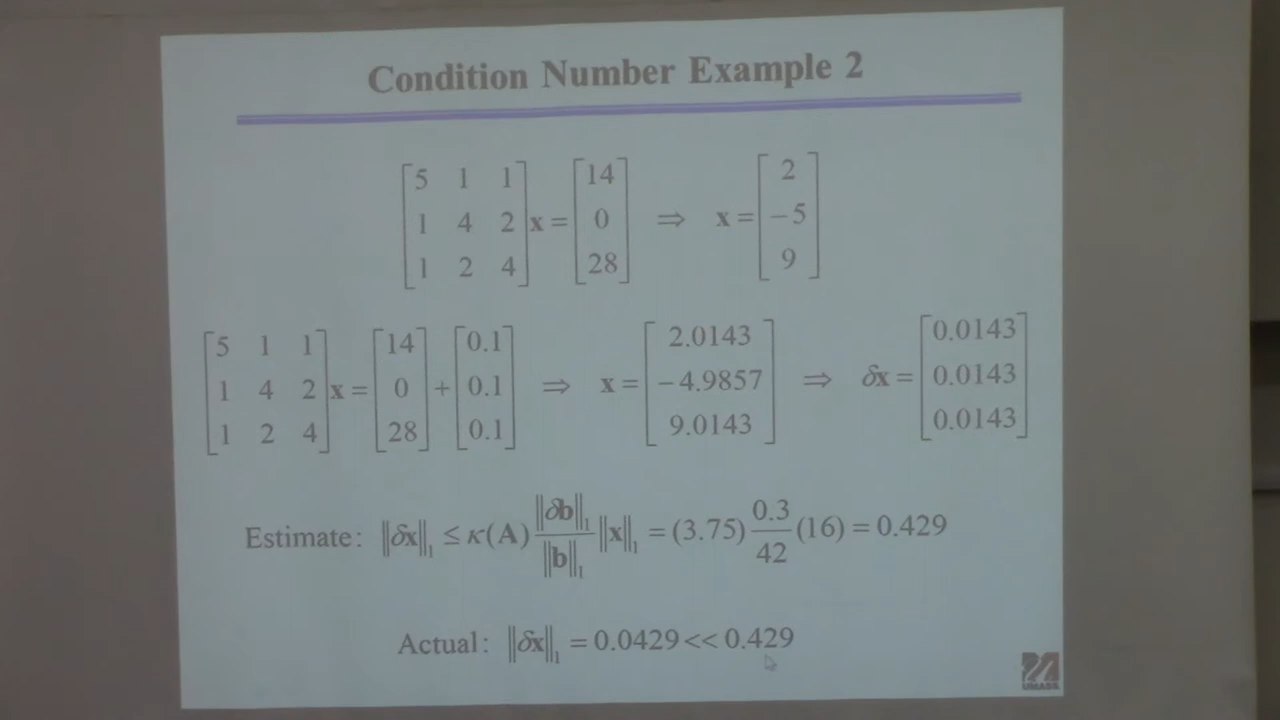 Condition Number Example 2
[5 1 1; 1 4 2; 1 2 4] x = [14; 0; 28] ⇒ x = [2; −5; 9]
[5 1 1; 1 4 2; 1 2 4] x = [14; 0; 28] + [0.1; 0.1; 0.1] ⇒ x = [2.0143; −4.9857; 9.0143] ⇒ δx = [0.0143; 0.0143; 0.0143]
Estimate: ‖δx‖₁ ≤ κ(A) ‖δb‖₁/‖b‖₁ ‖x‖₁ = (3.75) 0.3/42 (16) = 0.429
Actual: ‖δx‖₁ = 0.0429 << 0.429
UMASS